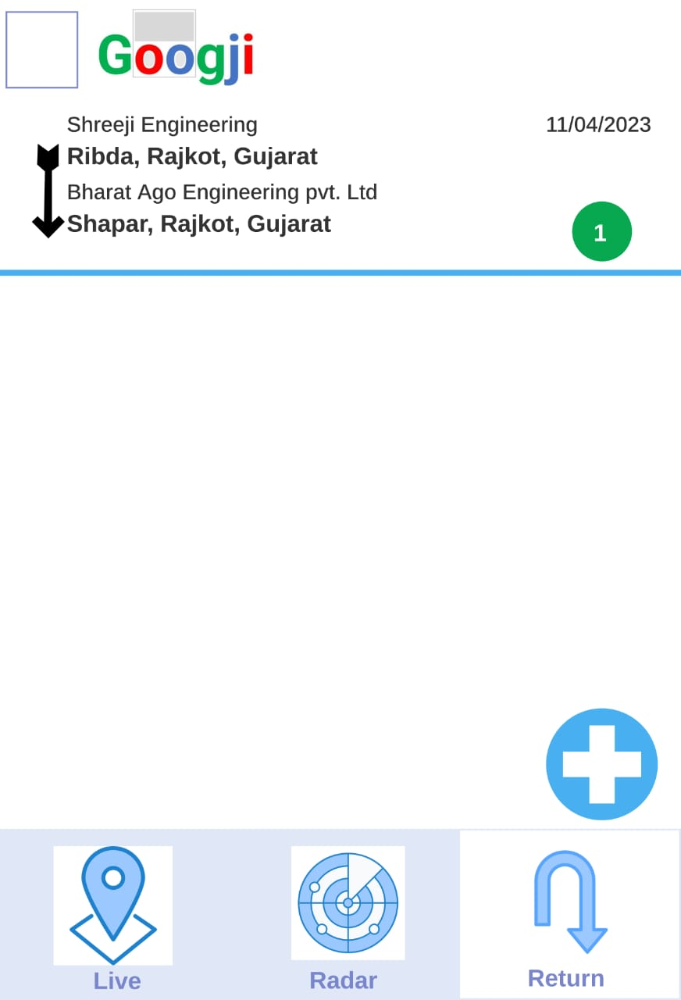 Googji
Shreeji Engineering
11/04/2023
Ribda, Rajkot, Gujarat
Bharat Ago Engineering pvt. Ltd
Shapar, Rajkot, Gujarat
1
Live
Radar
Return